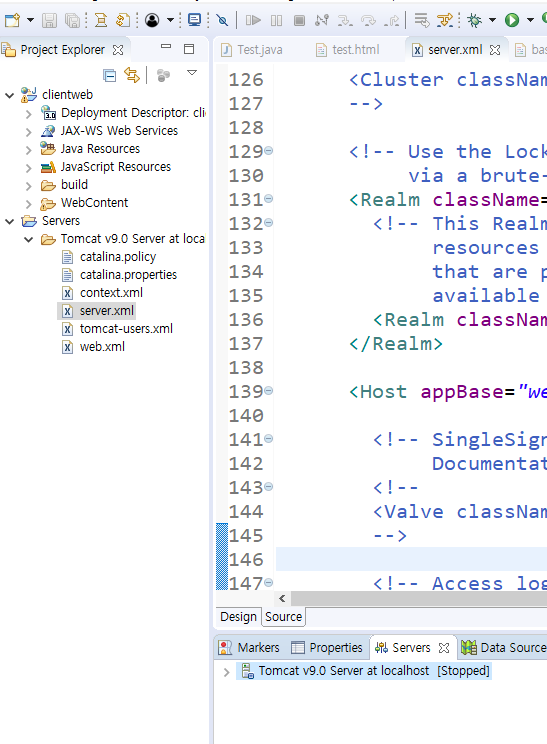 Project Explorer
clientweb
Deployment Descriptor: cli
JAX-WS Web Services
Java Resources
JavaScript Resources
build
WebContent
Servers
Tomcat v9.0 Server at loca
catalina.policy
catalina.properties
context.xml
server.xml
tomcat-users.xml
web.xml
Test.java test.html server.xml bas
126 <Cluster classNam
127 -->
128
129 <!-- Use the Lock
130 via a brute-
131 <Realm className=
132 <!-- This Realm
133 resources
134 that are p
135 available
136 <Realm classNam
137 </Realm>
138
139 <Host appBase="we
140
141 <!-- SingleSign
142 Documentat
143 <!--
144 <Valve classNam
145 -->
146
147 <!-- Access log
Design Source
Markers Properties Servers Data Source
Tomcat v9.0 Server at localhost [Stopped]